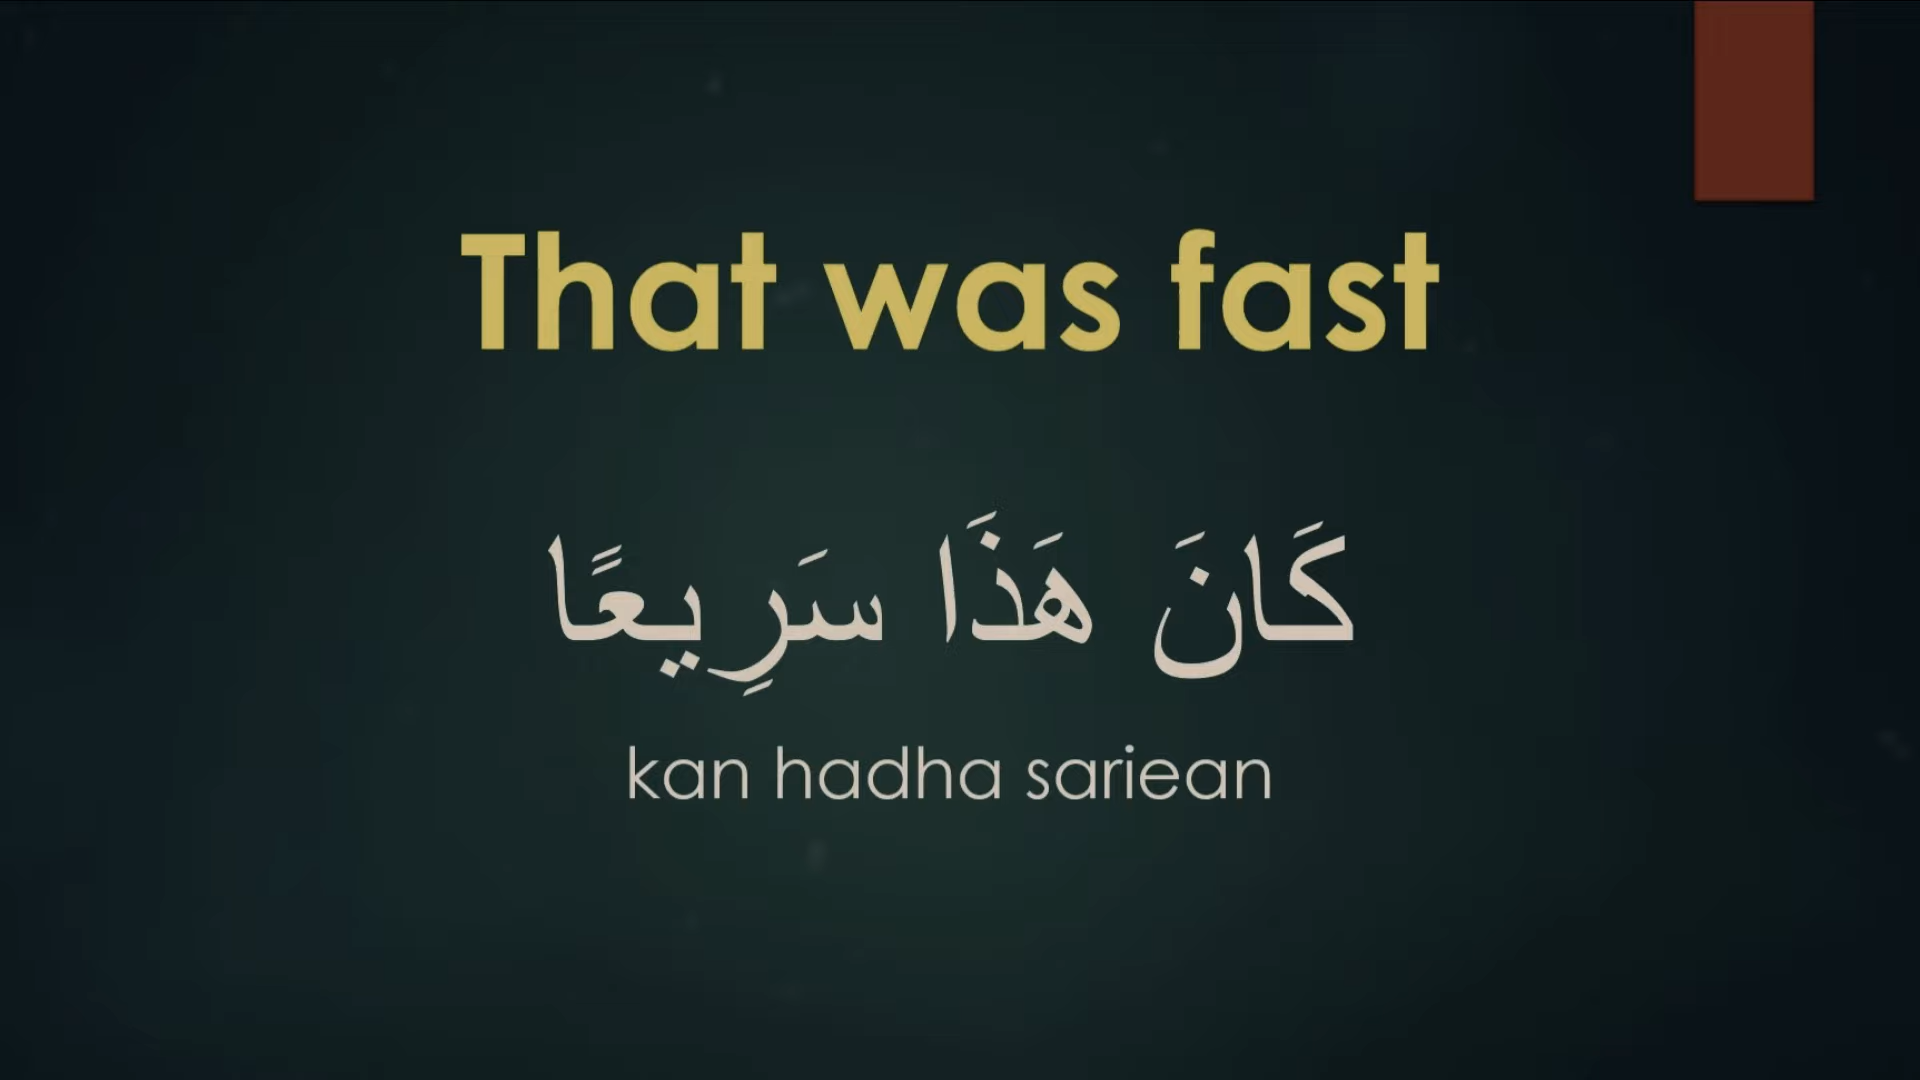 That was fast
كَانَ هَذَا سَرِيعًا
kan hadha sariean